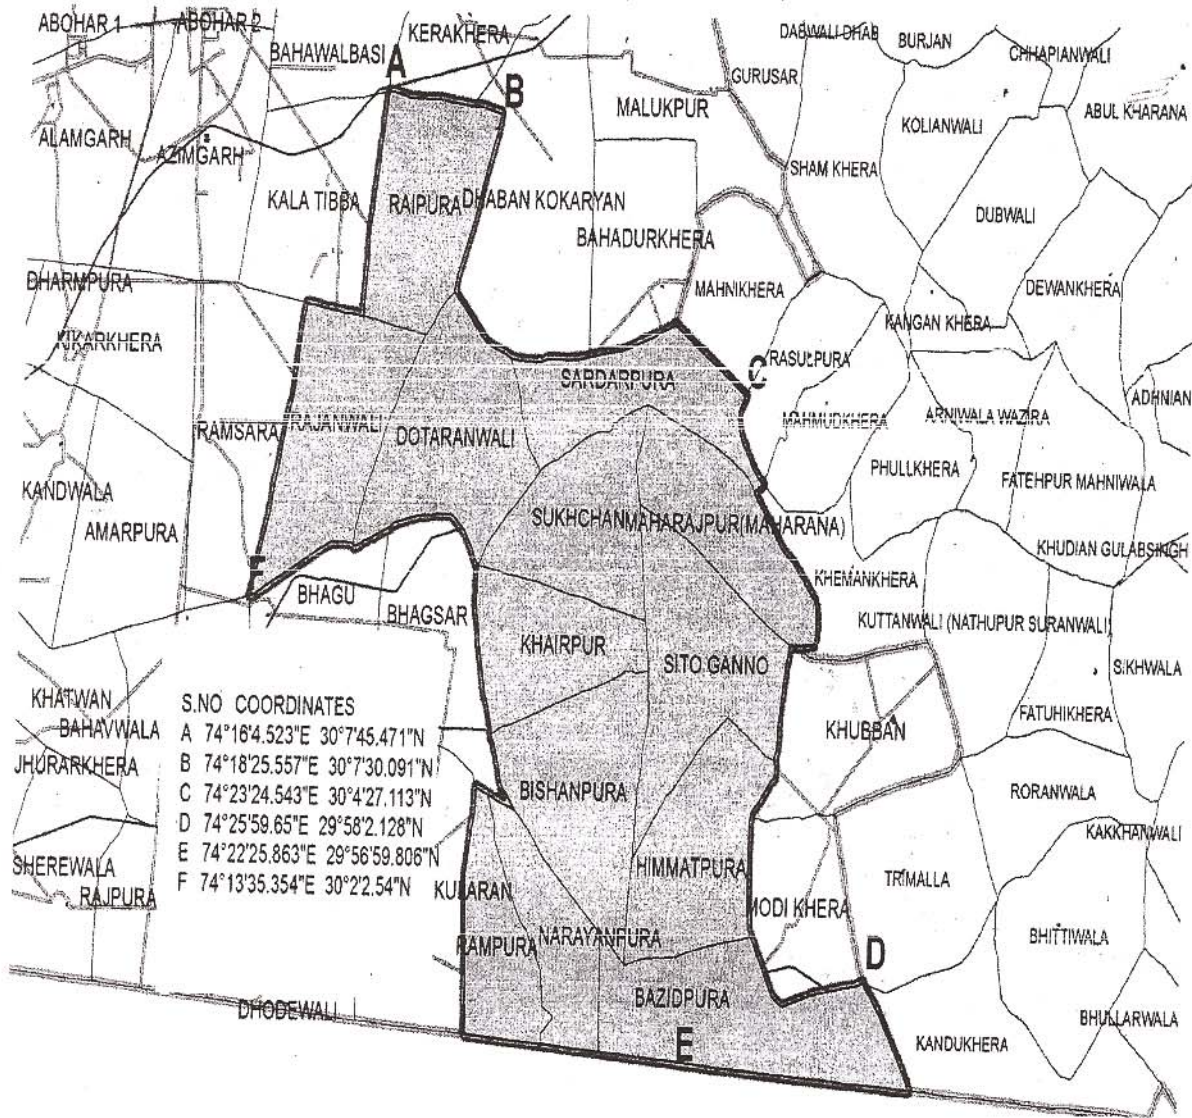 ABOHAR 1
ABOHAR 2
BAHAWALBASI
KERAKHERA
DABWALI DHAB
BURJAN
CHHAPIANWALI
A
B
GURUSAR
MALUKPUR
KOLIANWALI
ABUL KHARANA
ALAMGARH
AZIMGARH
SHAM KHERA
KALA TIBBA
RAIPURA
DHABAN KOKARYAN
DUBWALI
BAHADURKHERA
DHARMPURA
MAHNIKHERA
DEWANKHERA
KIKARKHERA
KANGAN KHERA
RASULPURA
C
SARDARPURA
ADHNIAN
RAMSARA
RAJANWALI
DOTARANWALI
MAHMUDKHERA
ARNIWALA WAZIRA
PHULLKHERA
FATEHPUR MAHNIWALA
KANDWALA
AMARPURA
SUKHCHAN
MAHARAJPUR(MAHARANA)
KHUDIAN GULABSINGH
F
KHEMANKHERA
BHAGU
BHAGSAR
KUTTANWALI (NATHUPUR SURANWALI)
KHAIRPUR
SITO GANNO
SIKHWALA
KHATWAN
BAHAVWALA
FATUHIKHERA
KHUBBAN
JHURARKHERA
S.NO COORDINATES
A 74°16'4.523"E 30°7'45.471"N
B 74°18'25.557"E 30°7'30.091"N
C 74°23'24.543"E 30°4'27.113"N
D 74°25'59.65"E 29°58'2.128"N
E 74°22'25.863"E 29°56'59.806"N
F 74°13'35.354"E 30°2'2.54"N
BISHANPURA
RORANWALA
KAKKHANWALI
SHEREWALA
RAJPURA
HIMMATPURA
TRIMALLA
MODI KHERA
RAMPURA
NARAYANPURA
BHITTIWALA
D
BAZIDPURA
DHODEWALI
BHULLARWALA
E
KANDUKHERA